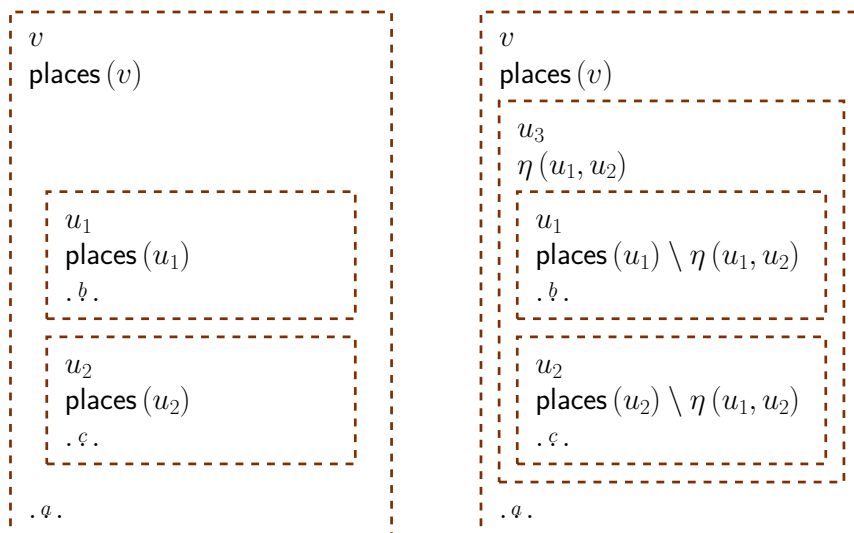 v
places (v)
u₁
places (u₁)
. b .
u₂
places (u₂)
. c .
. a .
v
places (v)
u₃
η (u₁, u₂)
u₁
places (u₁) \ η (u₁, u₂)
. b .
u₂
places (u₂) \ η (u₁, u₂)
. c .
. a .